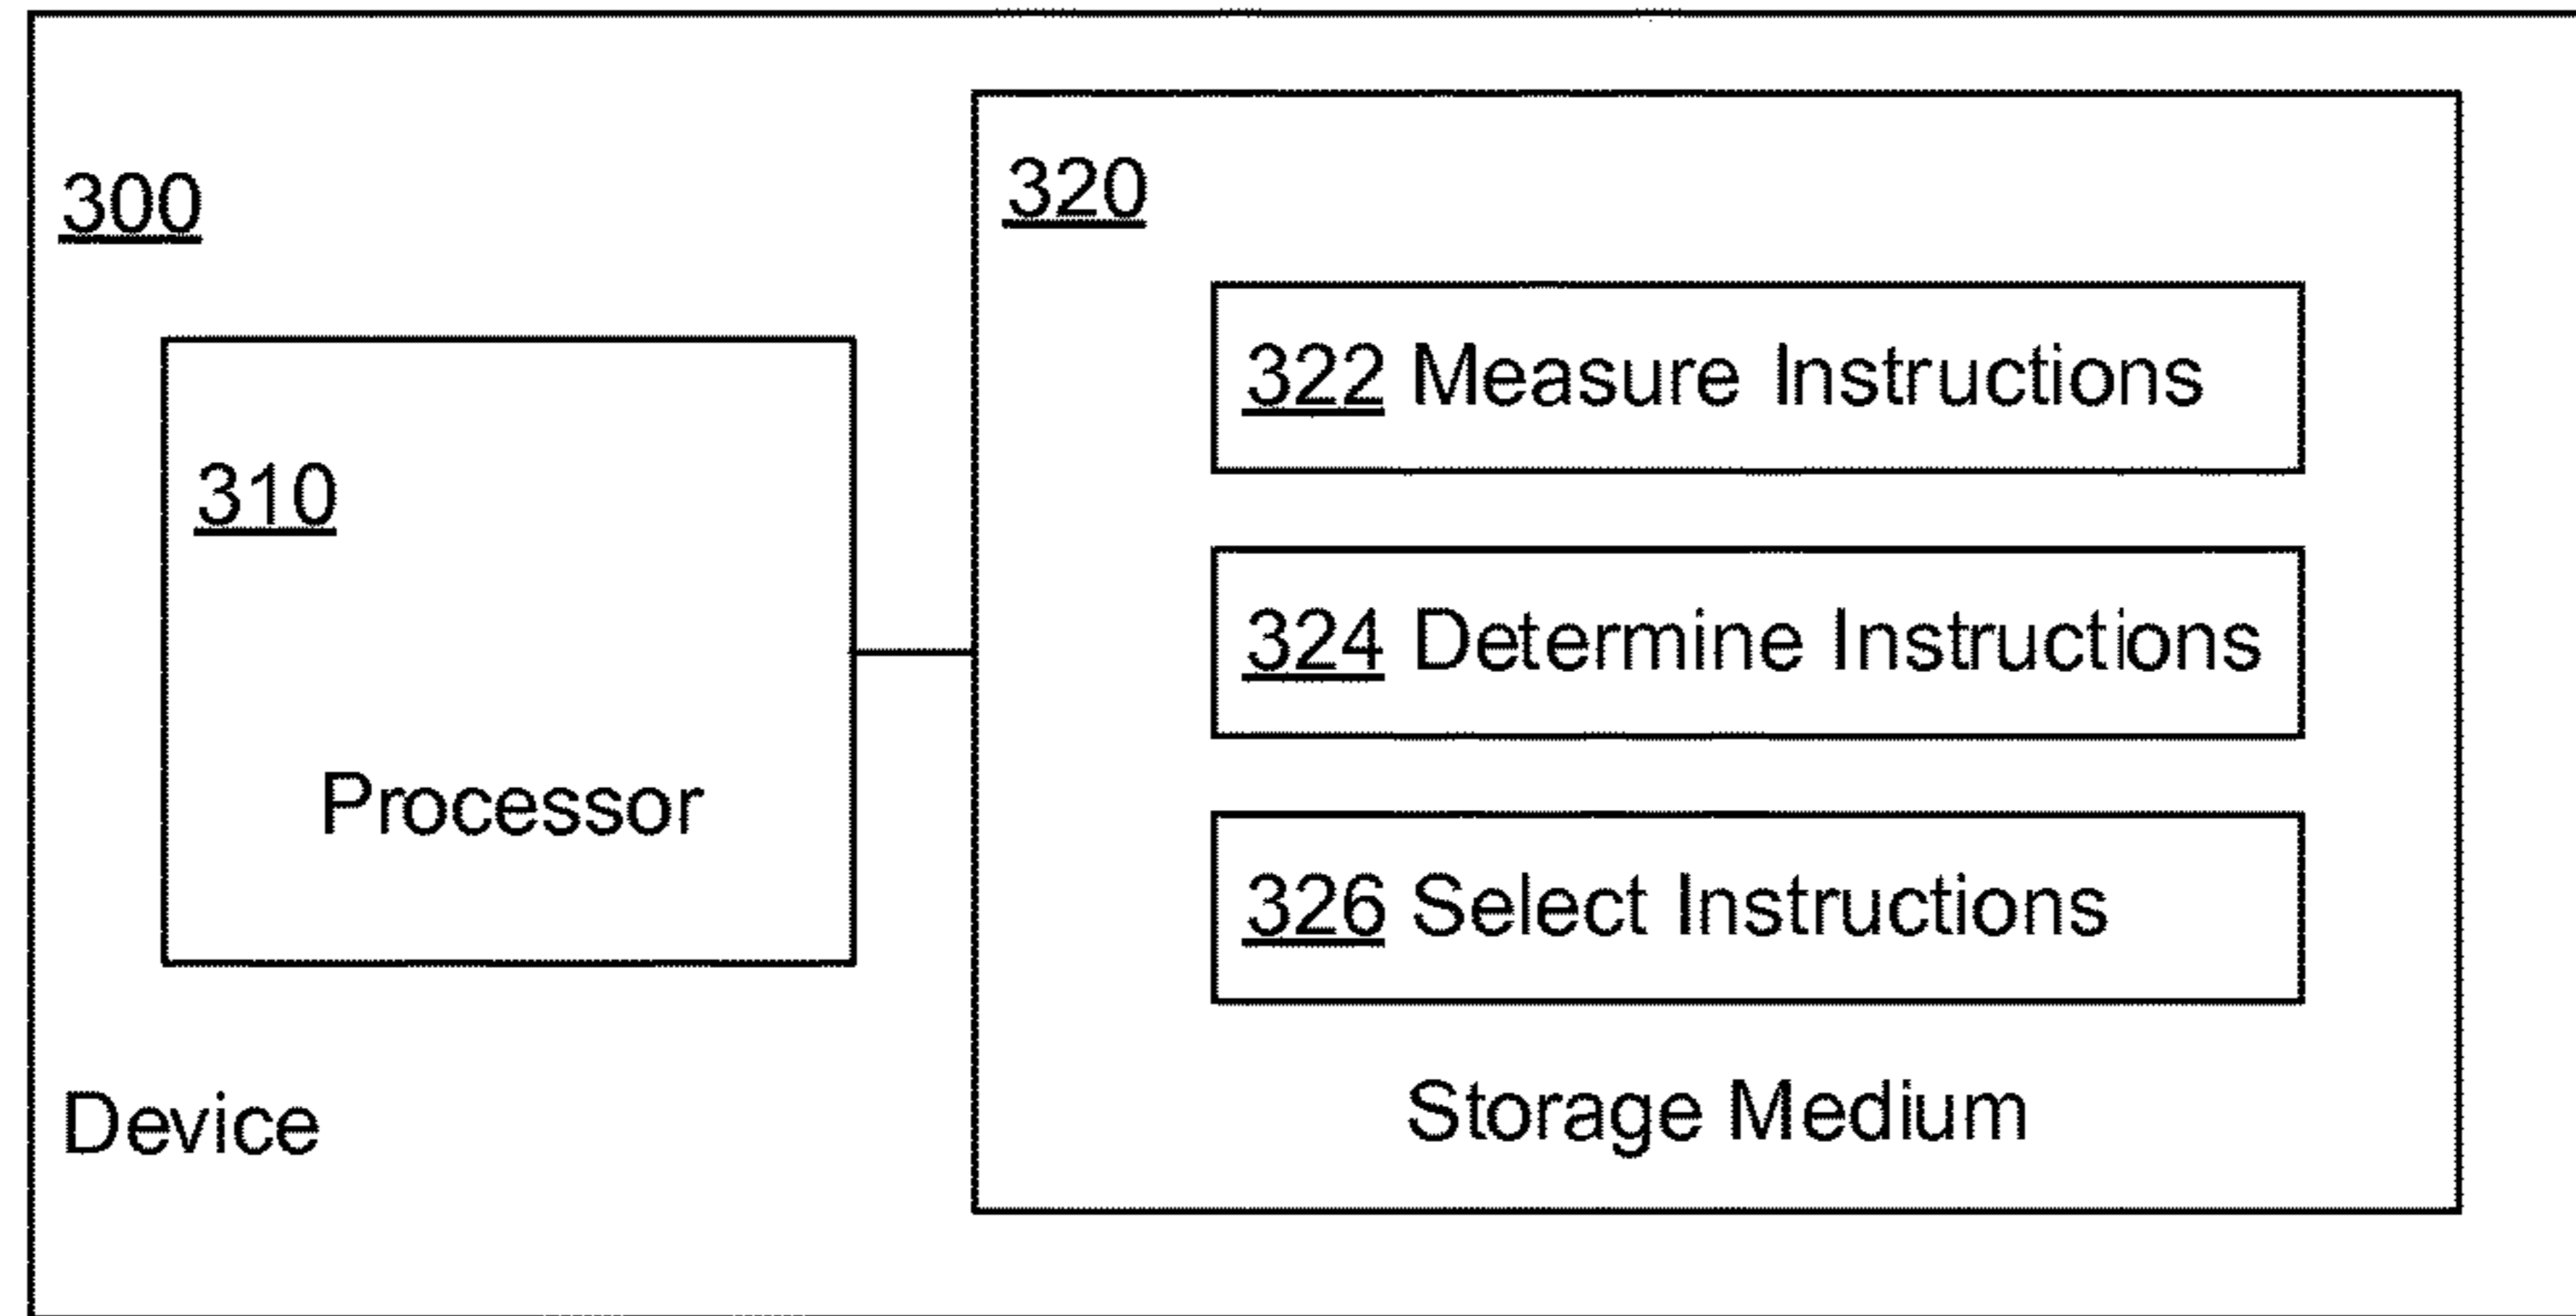 300
310
Processor
Device
320
322 Measure Instructions
324 Determine Instructions
326 Select Instructions
Storage Medium